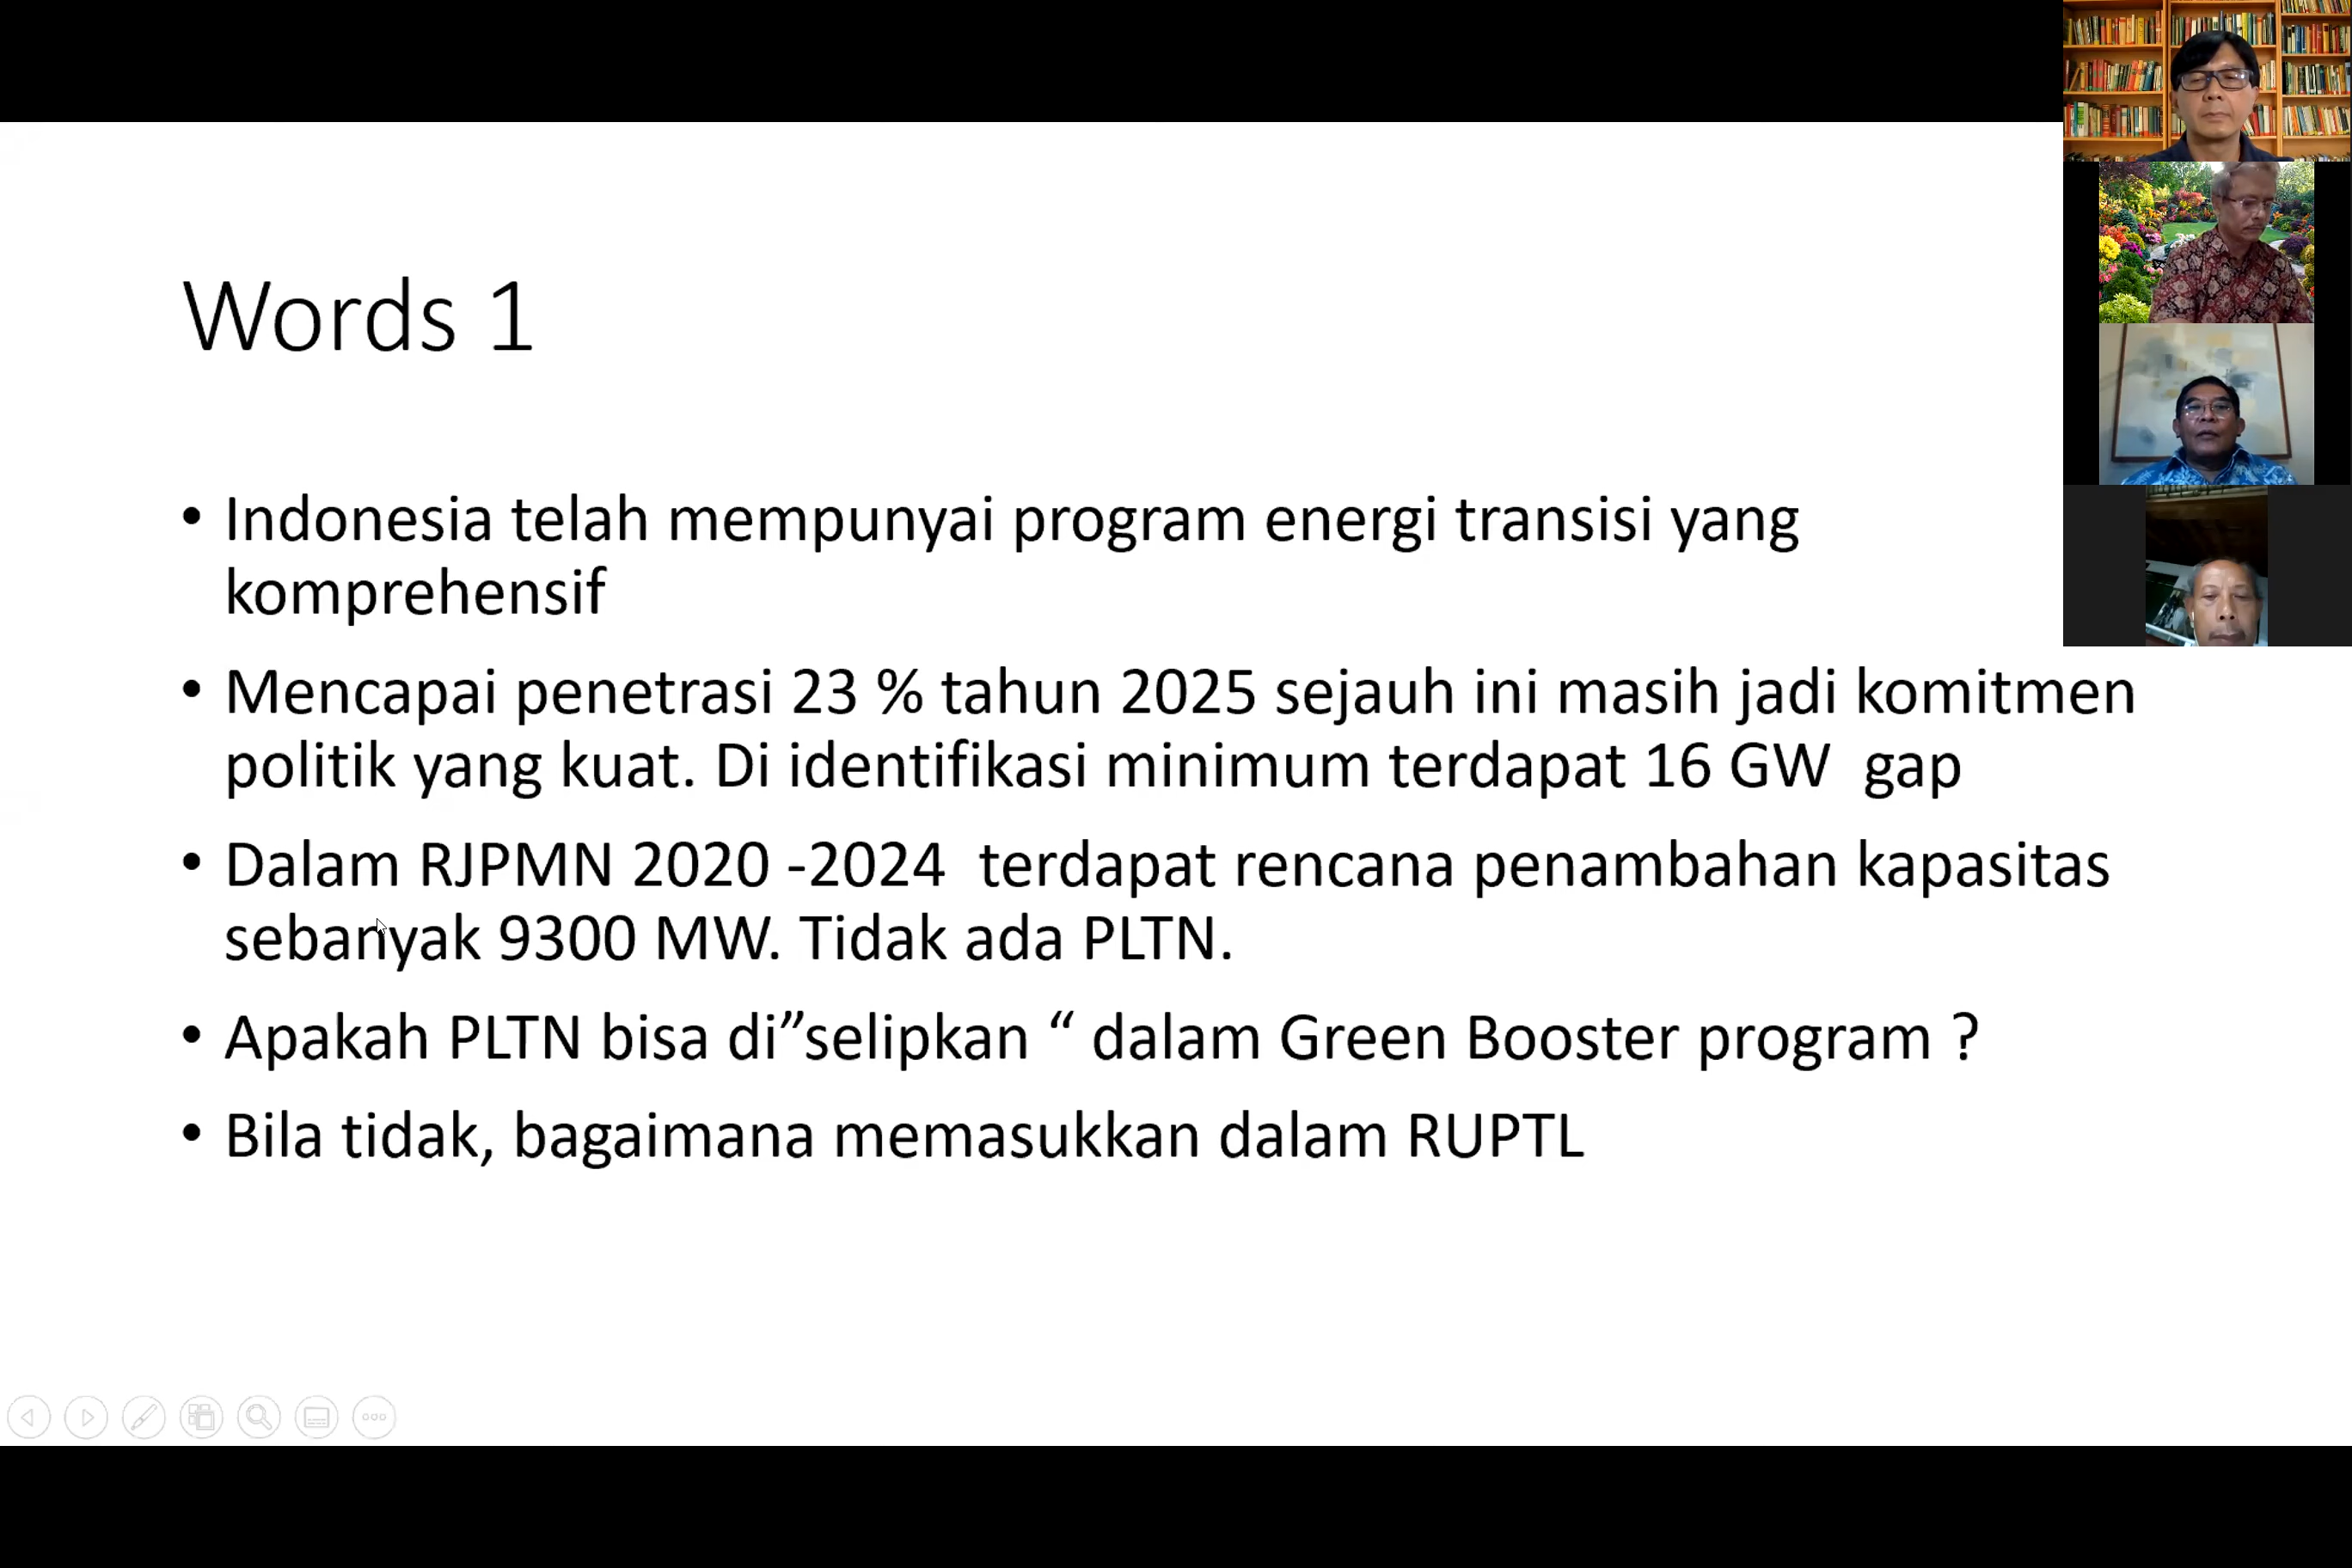 Words 1
• Indonesia telah mempunyai program energi transisi yang
komprehensif
• Mencapai penetrasi 23 % tahun 2025 sejauh ini masih jadi komitmen
politik yang kuat. Di identifikasi minimum terdapat 16 GW  gap
• Dalam RJPMN 2020 -2024  terdapat rencana penambahan kapasitas
sebanyak 9300 MW. Tidak ada PLTN.
• Apakah PLTN bisa di”selipkan “ dalam Green Booster program ?
• Bila tidak, bagaimana memasukkan dalam RUPTL